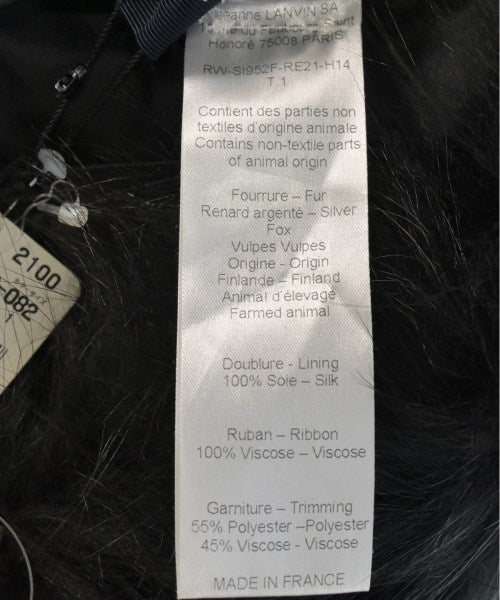 Jeanne LANVIN SA
Saint
Honoré 75008 PARIS
RW-SI952F-RE21-H14
T.1
Contient des parties non
textiles d'origine animale
Contains non-textile parts
of animal origin
Fourrure – Fur
Renard argenté – Silver
Fox
Vulpes Vulpes
Origine - Origin
Finlande – Finland
Animal d'élevage
Farmed animal
Doublure - Lining
100% Soie – Silk
Ruban – Ribbon
100% Viscose – Viscose
Garniture – Trimming
55% Polyester –Polyester
45% Viscose - Viscose
MADE IN FRANCE
2100
-082
1